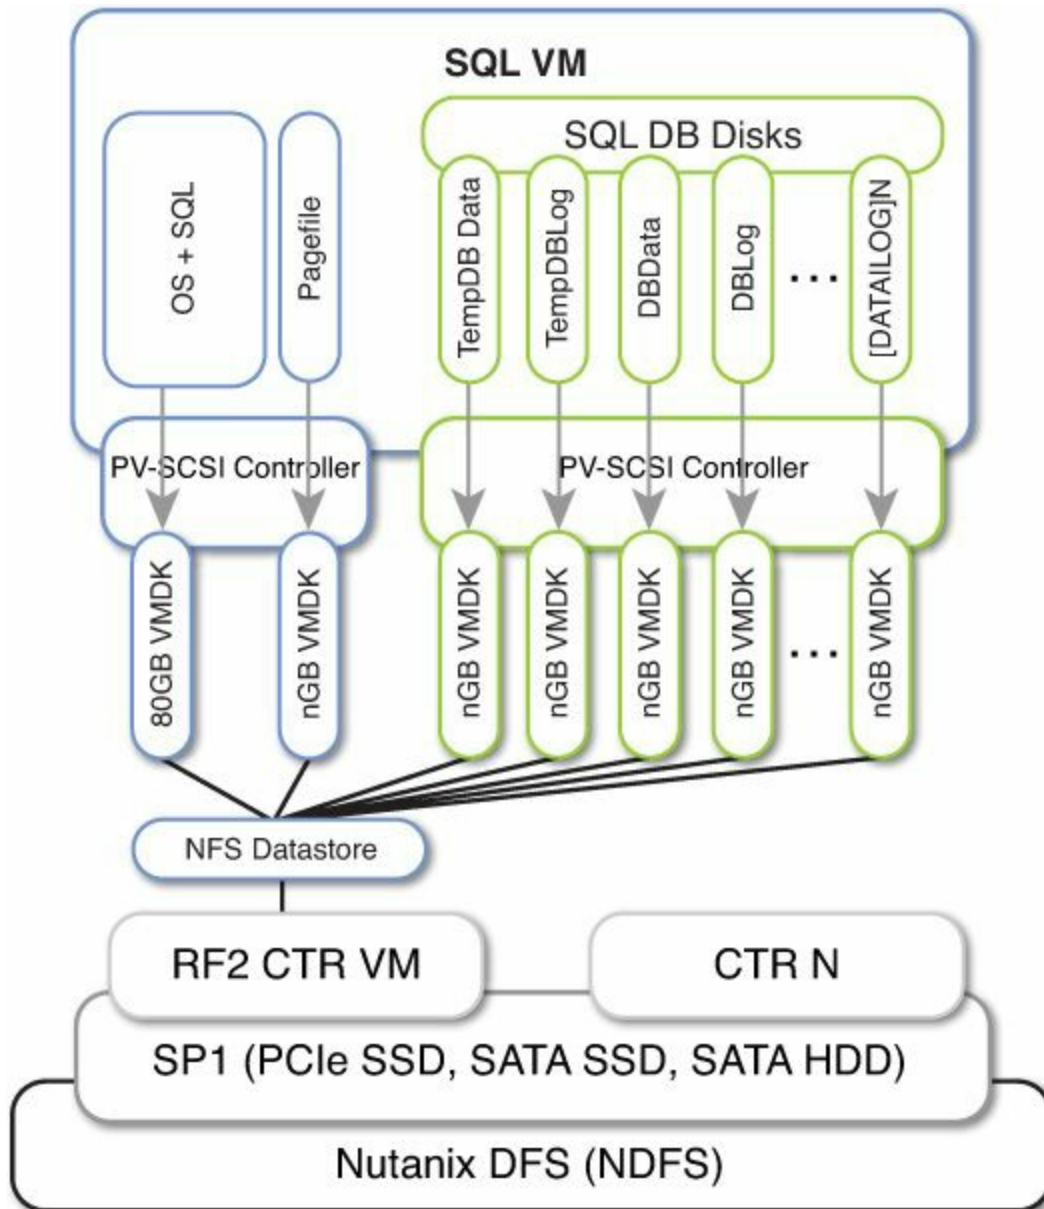 SQL VM
SQL DB Disks
OS + SQL
Pagefile
TempDB Data
TempDBLog
DBData
DBLog
...
[DATAILOG]N
PV-SCSI Controller
PV-SCSI Controller
80GB VMDK
nGB VMDK
nGB VMDK
nGB VMDK
nGB VMDK
nGB VMDK
...
nGB VMDK
NFS Datastore
RF2 CTR VM
CTR N
SP1 (PCIe SSD, SATA SSD, SATA HDD)
Nutanix DFS (NDFS)